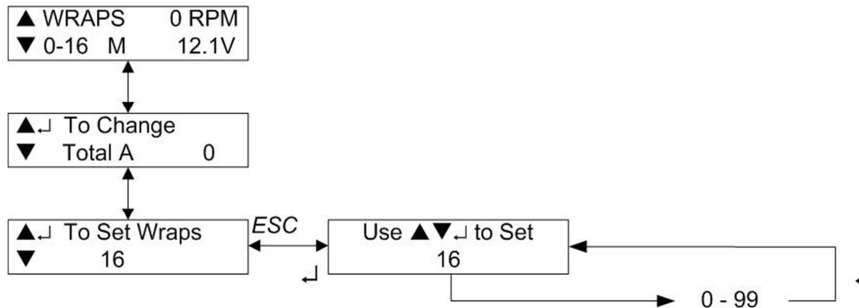 ▲ WRAPS 0 RPM
▼ 0-16 M 12.1V
▲↵ To Change
▼ Total A 0
▲↵ To Set Wraps
▼ 16
ESC
↵
Use ▲▼↵ to Set
16
0 - 99